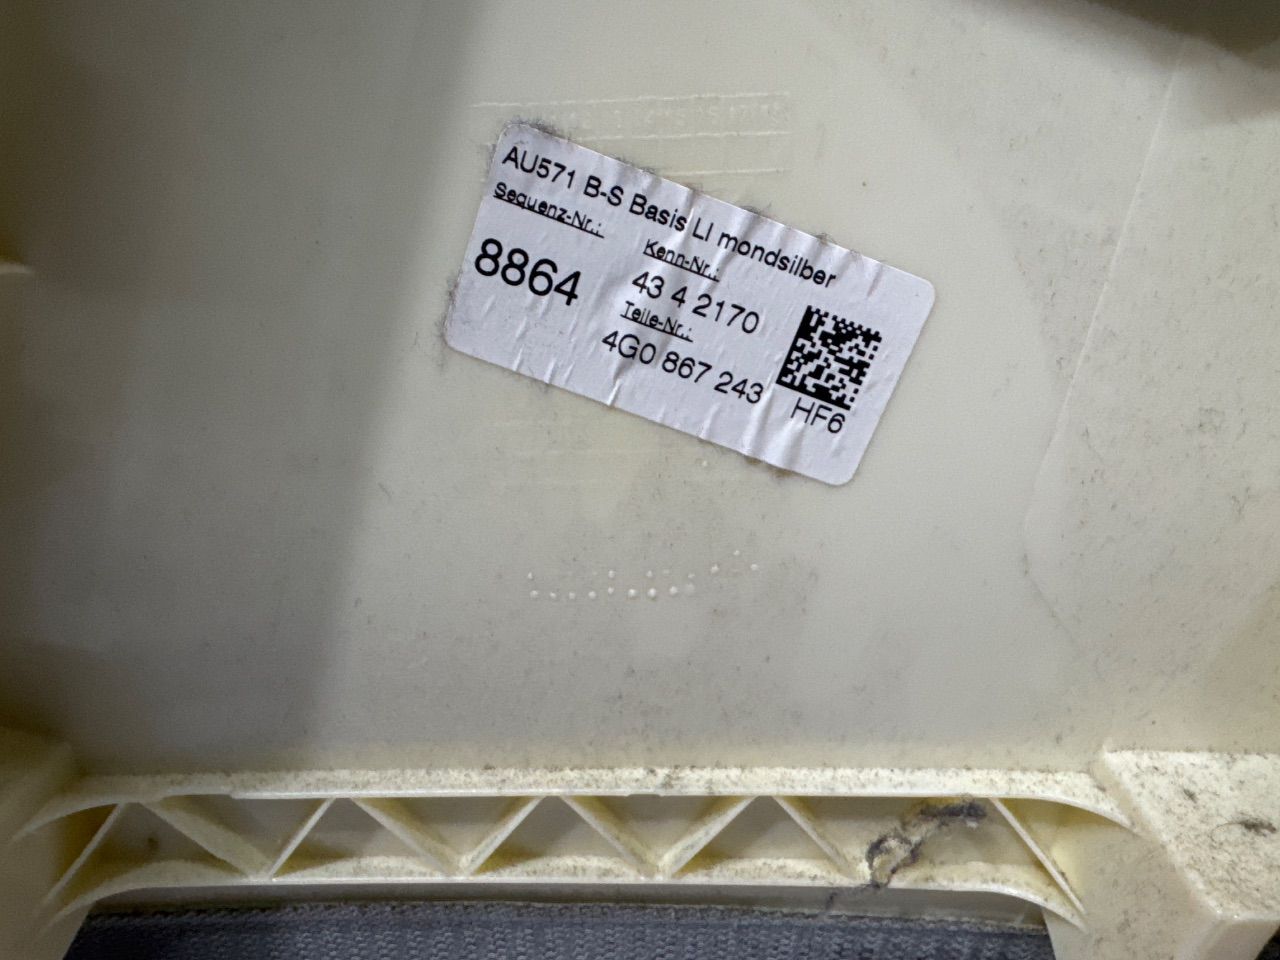 AU571 B-S Basis LI mondsilber
Sequenz-Nr.:
8864
Kenn-Nr.:
43 4 2170
Teile-Nr.:
4G0 867 243
HF6